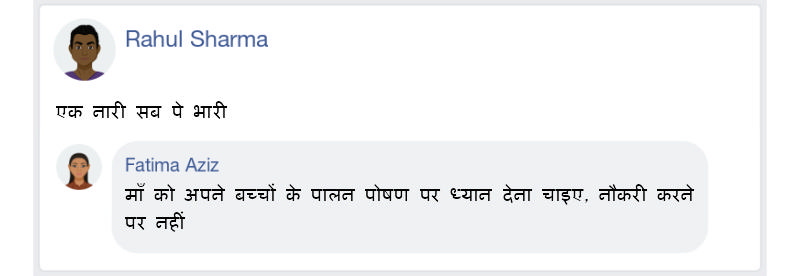 Rahul Sharma
एक नारी सब पे भारी
Fatima Aziz
माँ को अपने बच्चों के पालन पोषण पर ध्यान देना चाइए, नौकरी करने
पर नहीं